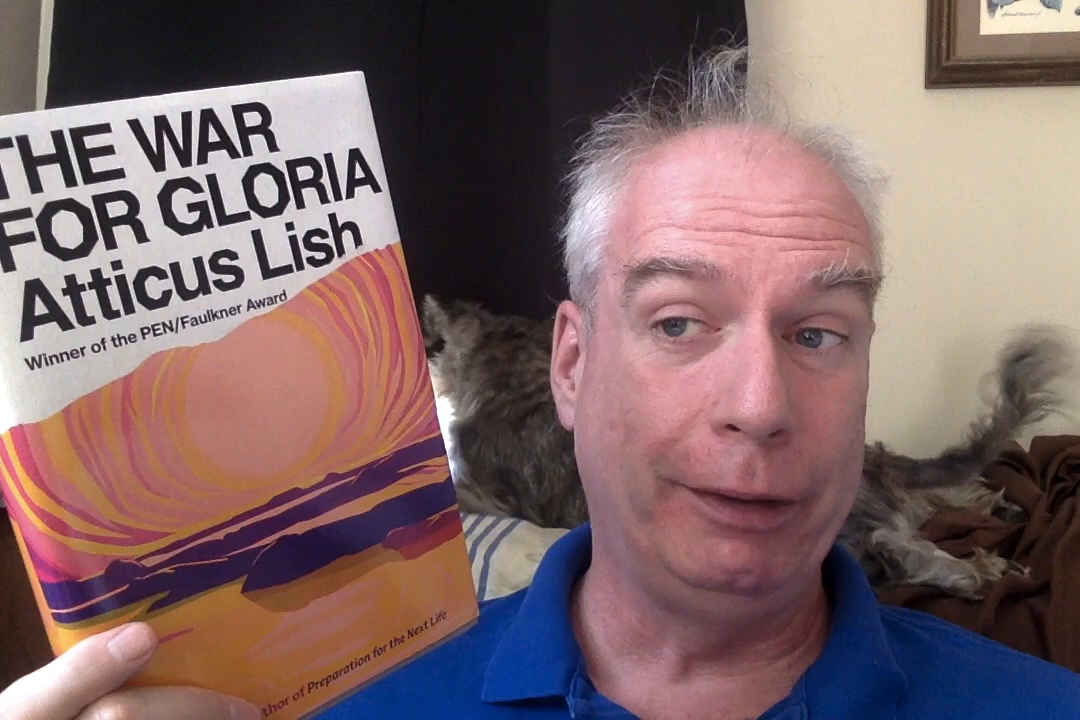 THE WAR
FOR GLORIA
Atticus Lish
Winner of the PEN/Faulkner Award
thor of Preparation for the Next Life